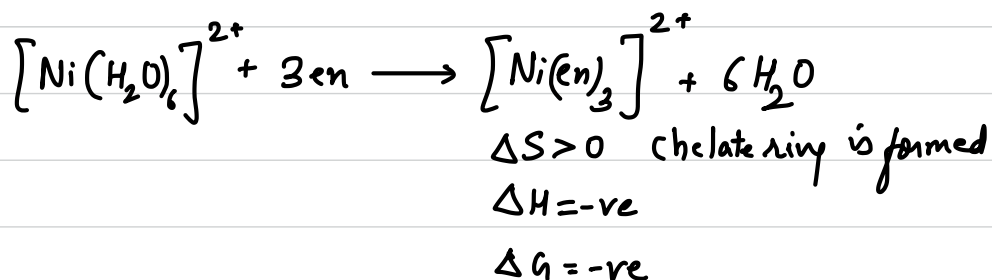 [Ni(H₂O)₆]²⁺ + 3en ⟶ [Ni(en)₃]²⁺ + 6H₂O
ΔS>0 Chelate ring is formed
ΔH=-ve
ΔG=-ve